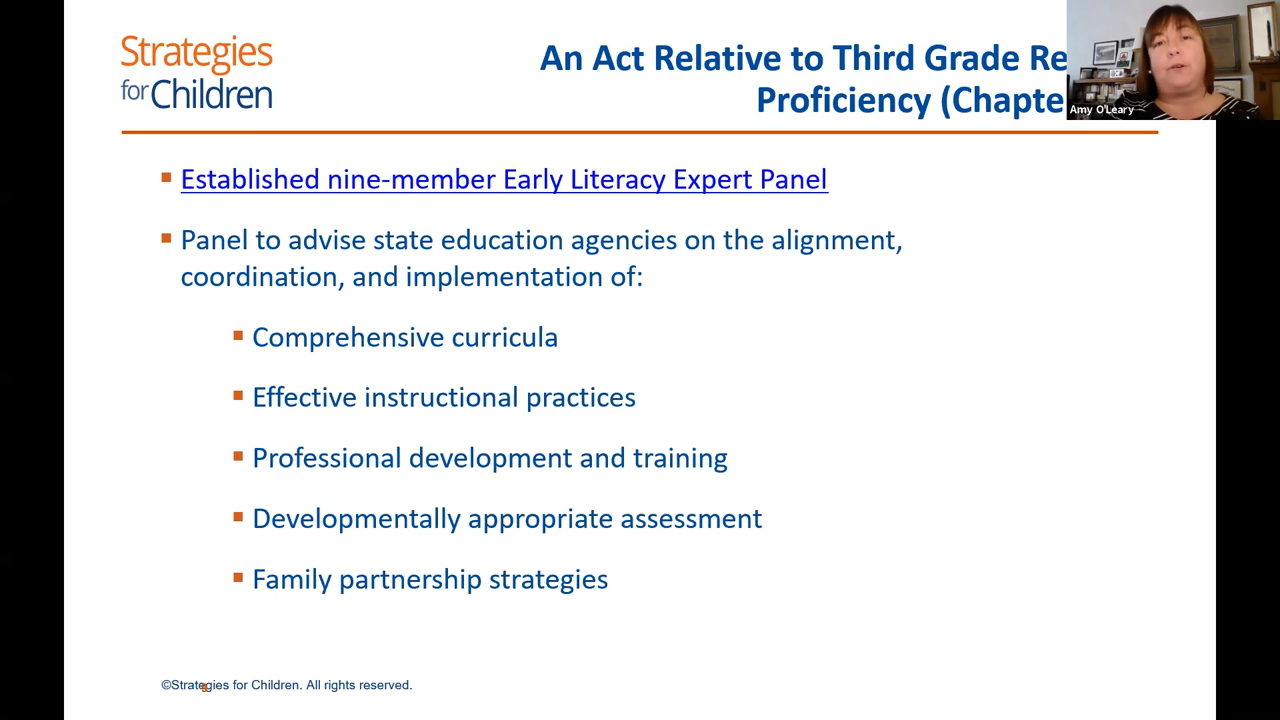 Strategies
for Children
An Act Relative to Third Grade Re
Proficiency (Chapte
Amy O'Leary
▪ Established nine-member Early Literacy Expert Panel
▪ Panel to advise state education agencies on the alignment,
coordination, and implementation of:
▪ Comprehensive curricula
▪ Effective instructional practices
▪ Professional development and training
▪ Developmentally appropriate assessment
▪ Family partnership strategies
©Strategies for Children. All rights reserved.